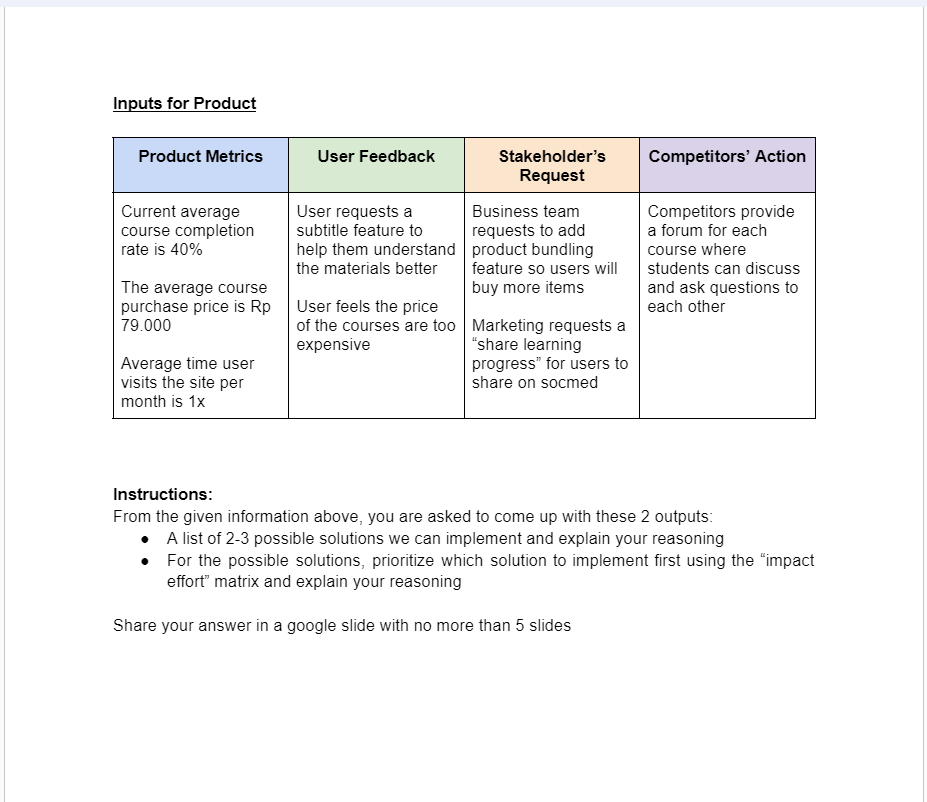 Inputs for Product
Product Metrics
User Feedback
Stakeholder’s
Request
Competitors’ Action
Current average
course completion
rate is 40%
The average course
purchase price is Rp
79.000
Average time user
visits the site per
month is 1x
User requests a
subtitle feature to
help them understand
the materials better
User feels the price
of the courses are too
expensive
Business team
requests to add
product bundling
feature so users will
buy more items
Marketing requests a
“share learning
progress” for users to
share on socmed
Competitors provide
a forum for each
course where
students can discuss
and ask questions to
each other
Instructions:
From the given information above, you are asked to come up with these 2 outputs:
● A list of 2-3 possible solutions we can implement and explain your reasoning
● For the possible solutions, prioritize which solution to implement first using the “impact
effort” matrix and explain your reasoning
Share your answer in a google slide with no more than 5 slides